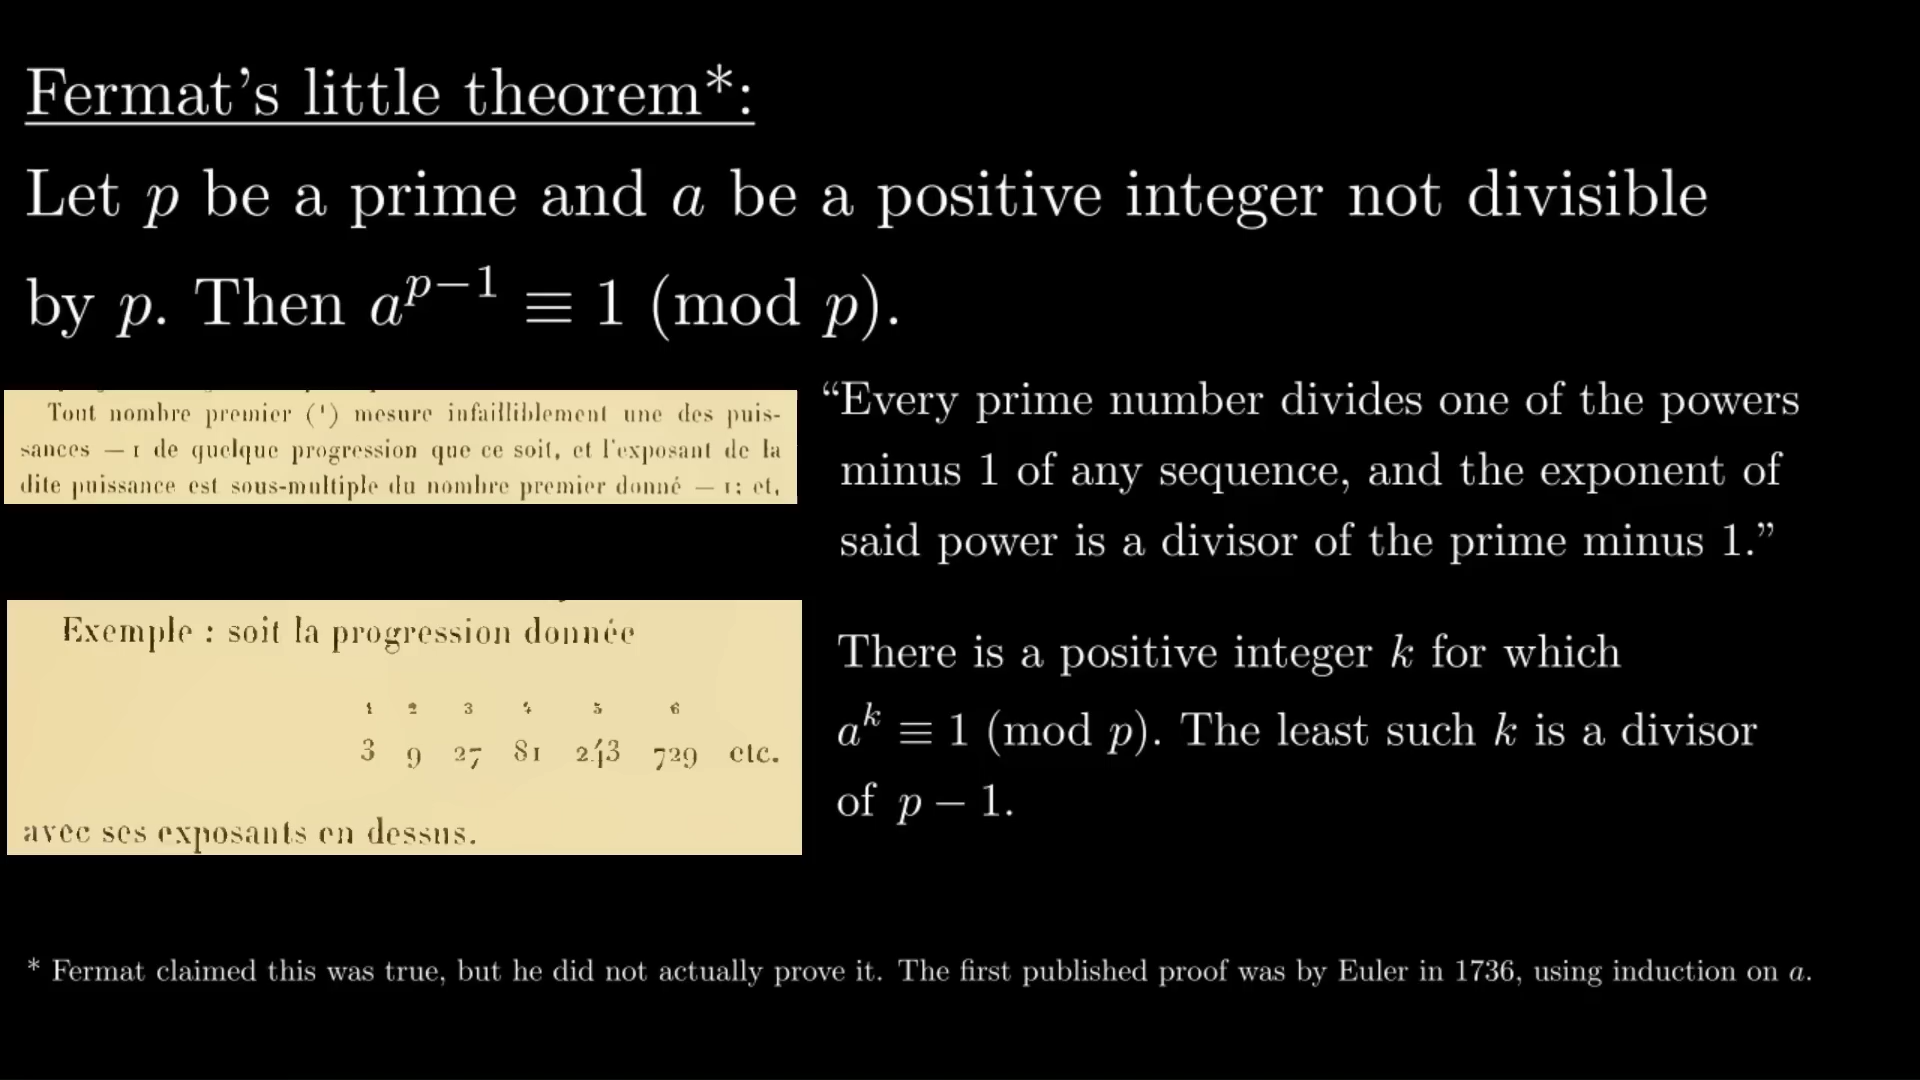 Fermat's little theorem*:
Let p be a prime and a be a positive integer not divisible
by p. Then a^{p−1} ≡ 1 (mod p).
Tout nombre premier (¹) mesure infailliblement une des puis-
sances — 1 de quelque progression que ce soit, et l'exposant de la
dite puissance est sous-multiple du nombre premier donné — 1; et,
“Every prime number divides one of the powers
minus 1 of any sequence, and the exponent of
said power is a divisor of the prime minus 1.”
Exemple : soit la progression donnée
1 2 3 4 5 6
3 9 27 81 243 729 etc.
avec ses exposants en dessus.
There is a positive integer k for which
a^k ≡ 1 (mod p). The least such k is a divisor
of p − 1.
* Fermat claimed this was true, but he did not actually prove it. The first published proof was by Euler in 1736, using induction on a.